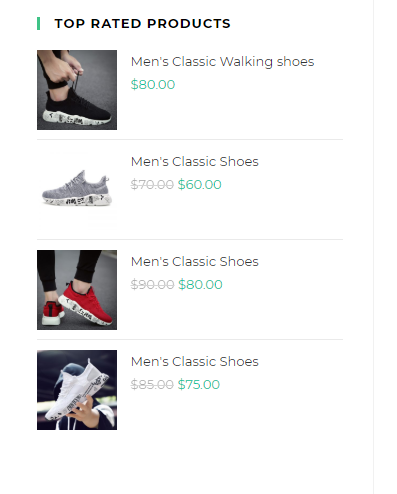 TOP RATED PRODUCTS
Men's Classic Walking shoes
$80.00
Men's Classic Shoes
$70.00 $60.00
Men's Classic Shoes
$90.00 $80.00
Men's Classic Shoes
$85.00 $75.00